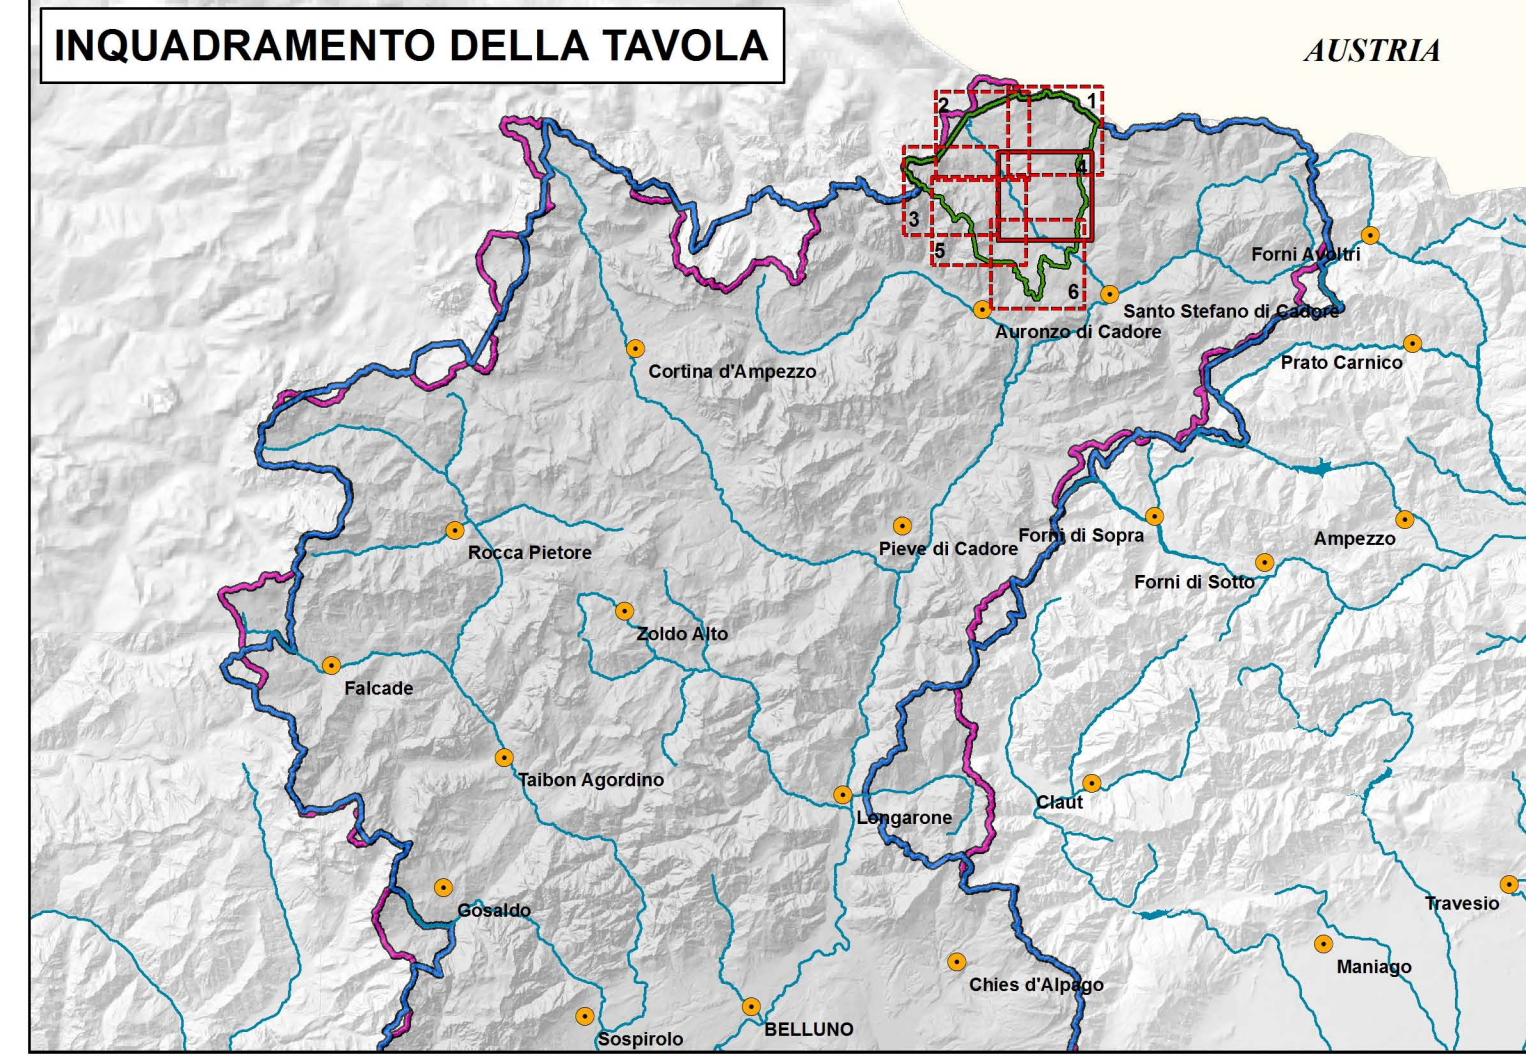 INQUADRAMENTO DELLA TAVOLA
AUSTRIA
2
1
4
3
5
6
Forni Avoltri
Santo Stefano di Cadore
Auronzo di Cadore
Prato Carnico
Cortina d'Ampezzo
Rocca Pietore
Pieve di Cadore
Forni di Sopra
Ampezzo
Forni di Sotto
Zoldo Alto
Falcade
Taibon Agordino
Longarone
Claut
Gosaldo
Travesio
Maniago
Chies d'Alpago
BELLUNO
Sospirolo